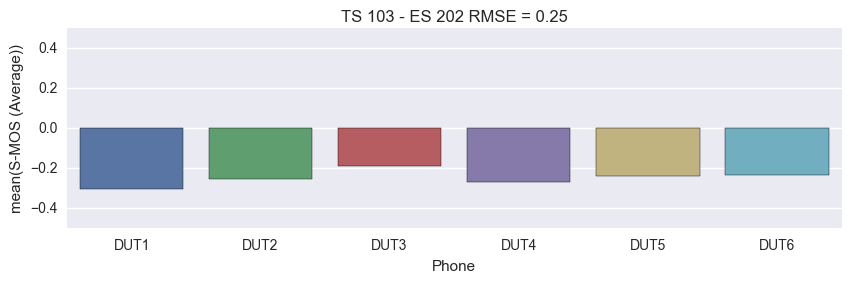 TS 103 - ES 202 RMSE = 0.25
mean(S-MOS (Average))
0.4
0.2
0.0
−0.2
−0.4
DUT1 DUT2 DUT3 DUT4 DUT5 DUT6
Phone